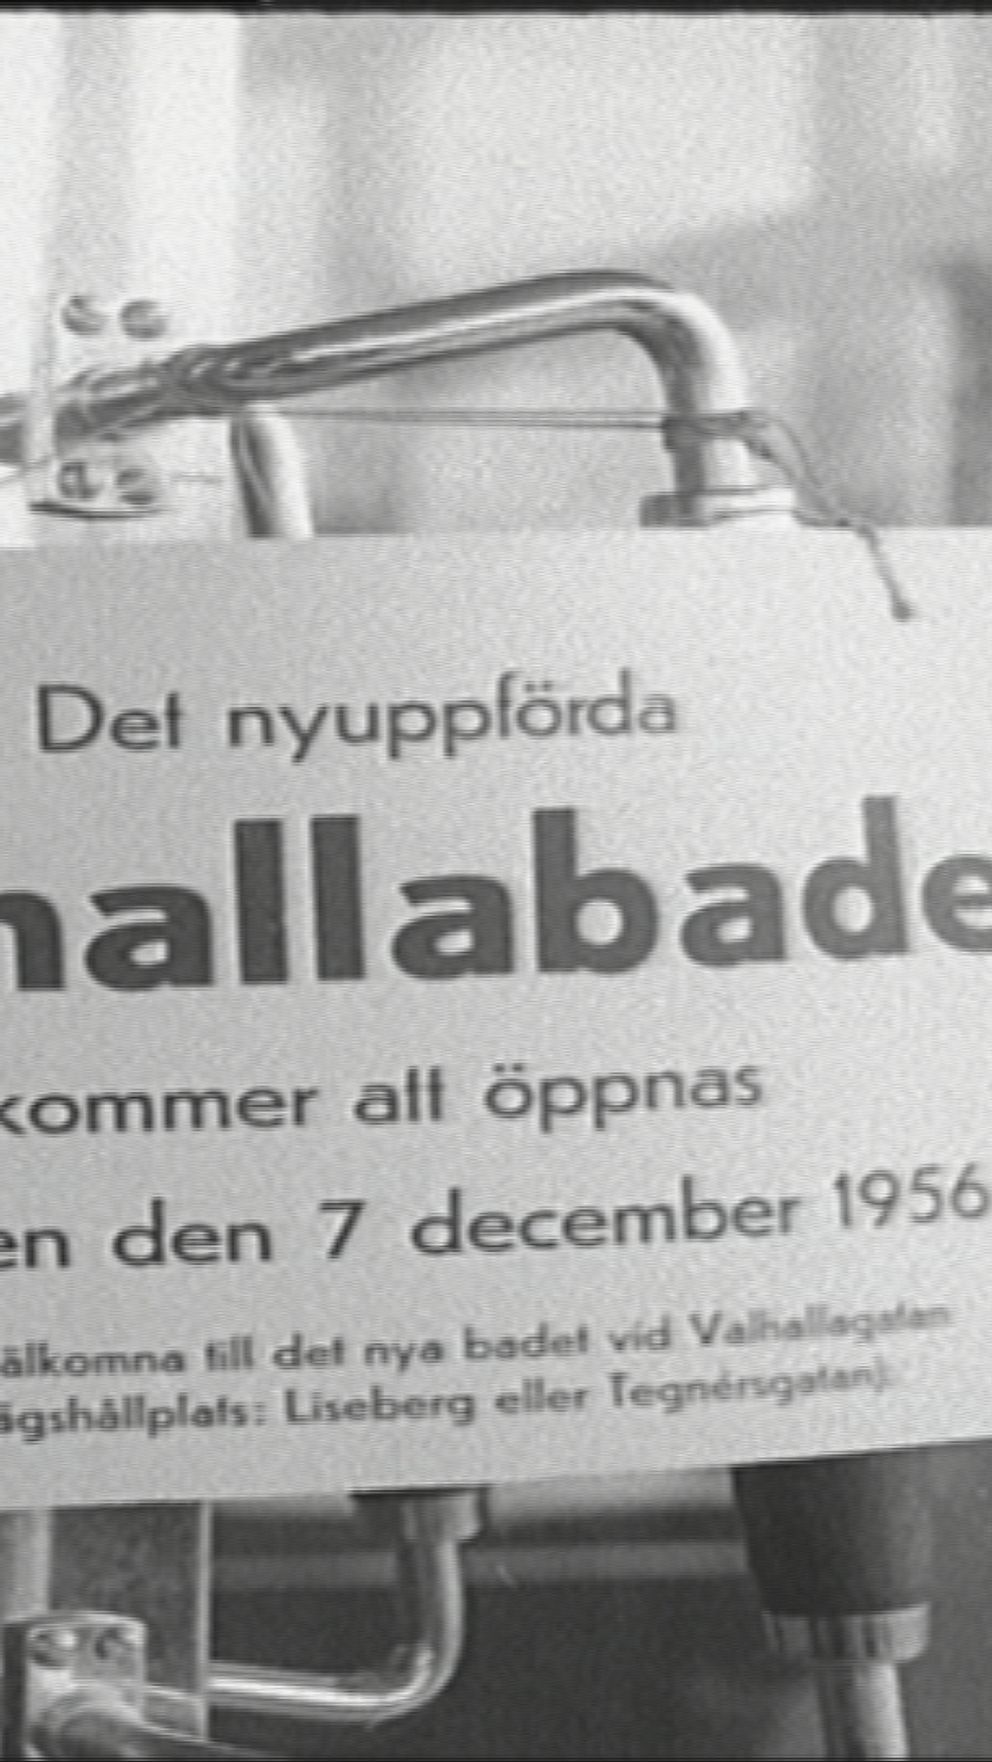 Det nyuppförda
hallabade
kommer att öppnas
en den 7 december 1956
älkomna till det nya badet vid Valhallagatan
ägshållplats: Liseberg eller Tegnérsgatan).